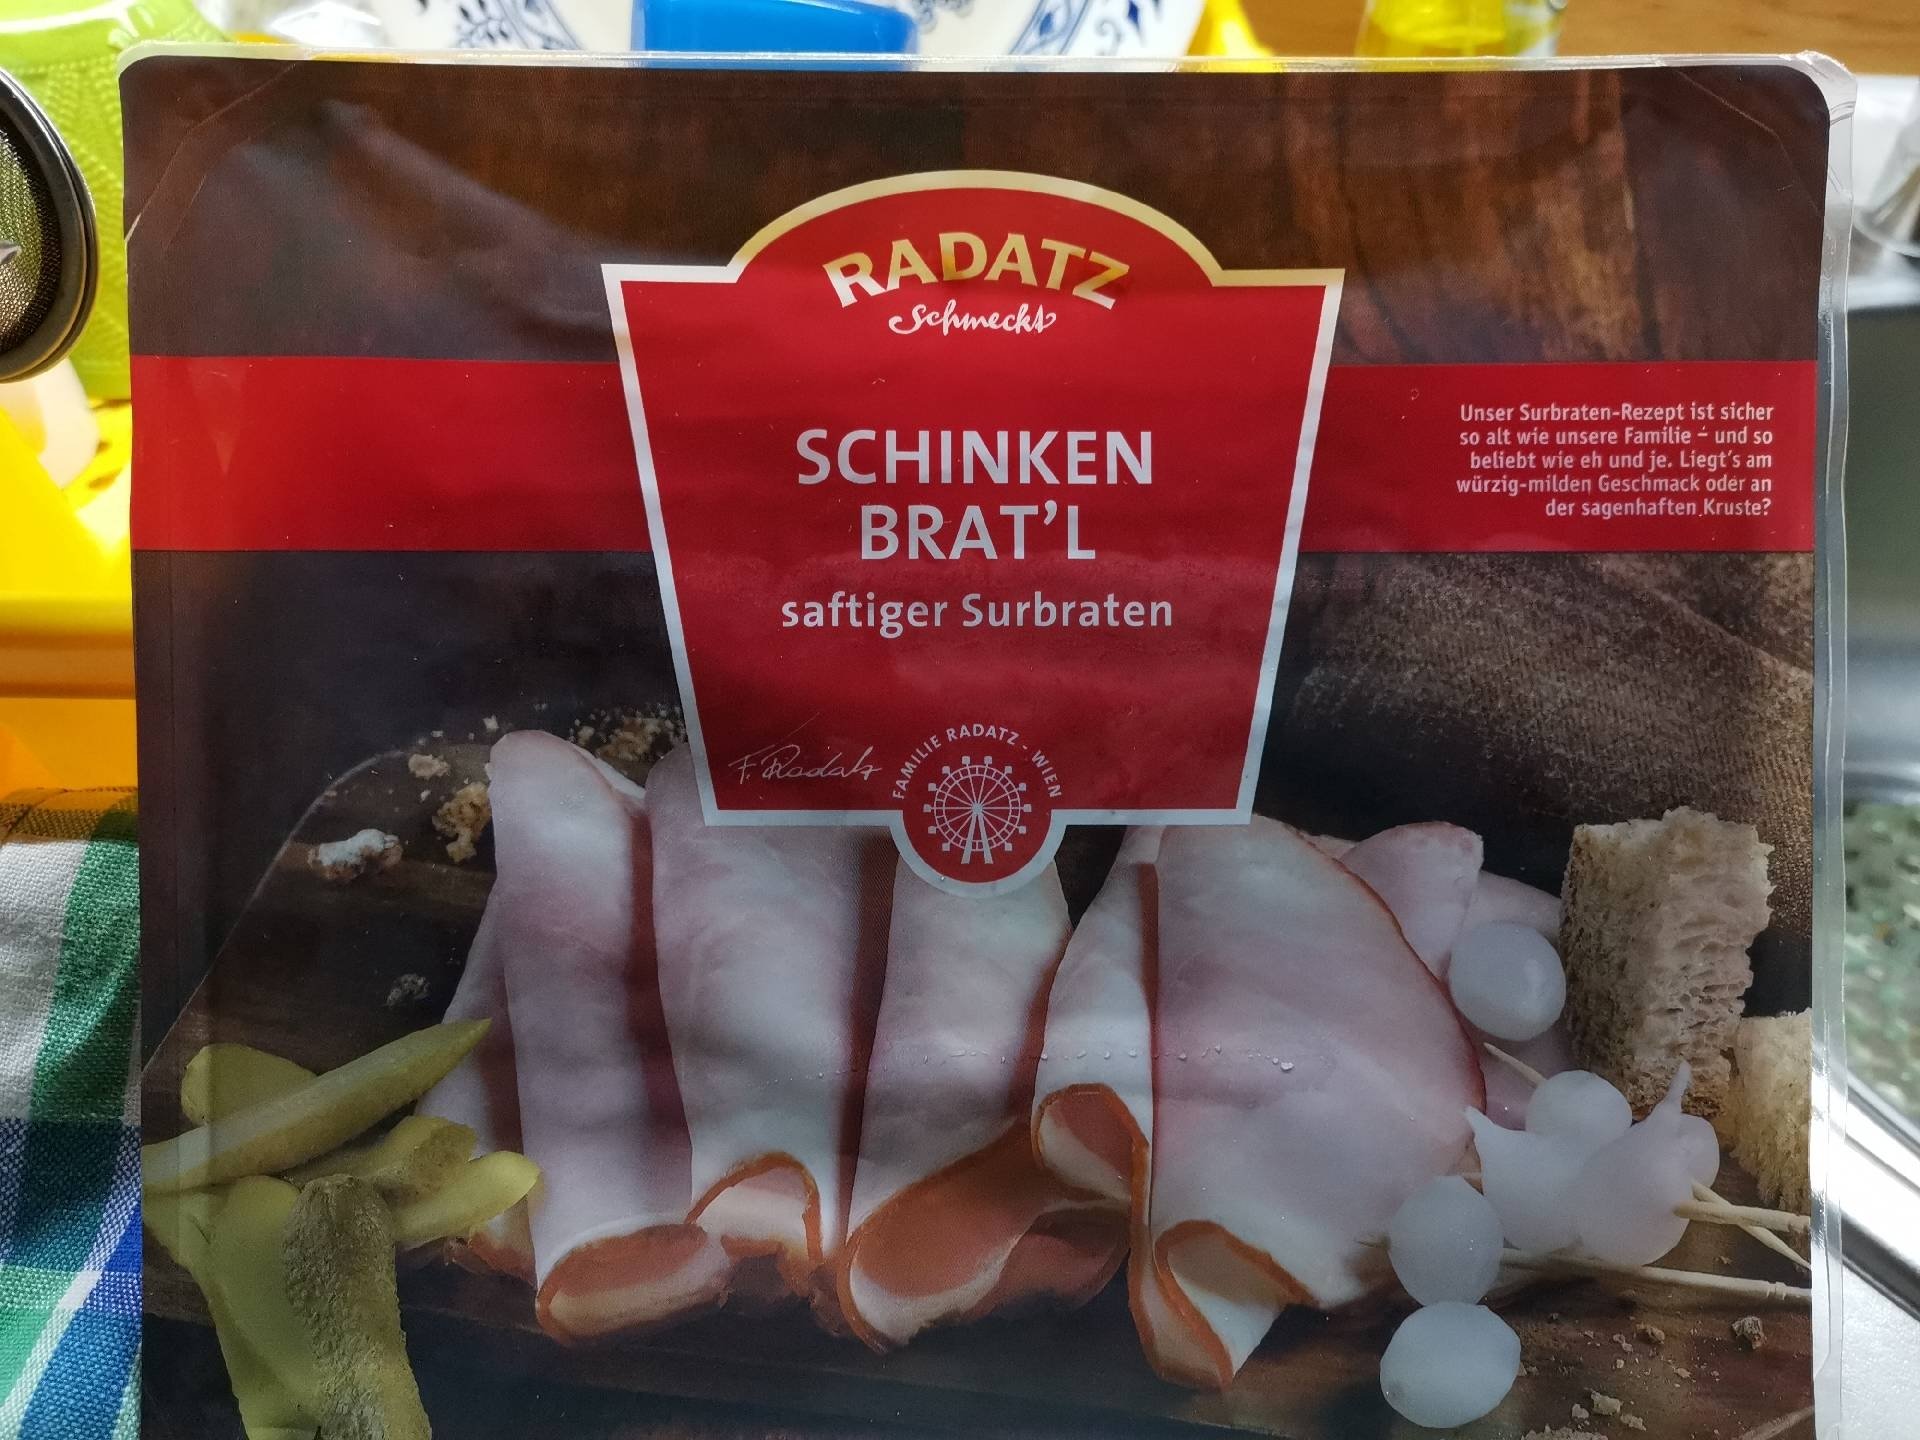 RADATZ
schmeckt
SCHINKEN
BRAT'L
saftiger Surbraten
Unser Surbraten-Rezept ist sicher
so alt wie unsere Familie – und so
beliebt wie eh und je. Liegt's am
würzig-milden Geschmack oder an
der sagenhaften Kruste?
F. Radatz
FAMILIE RADATZ - WIEN